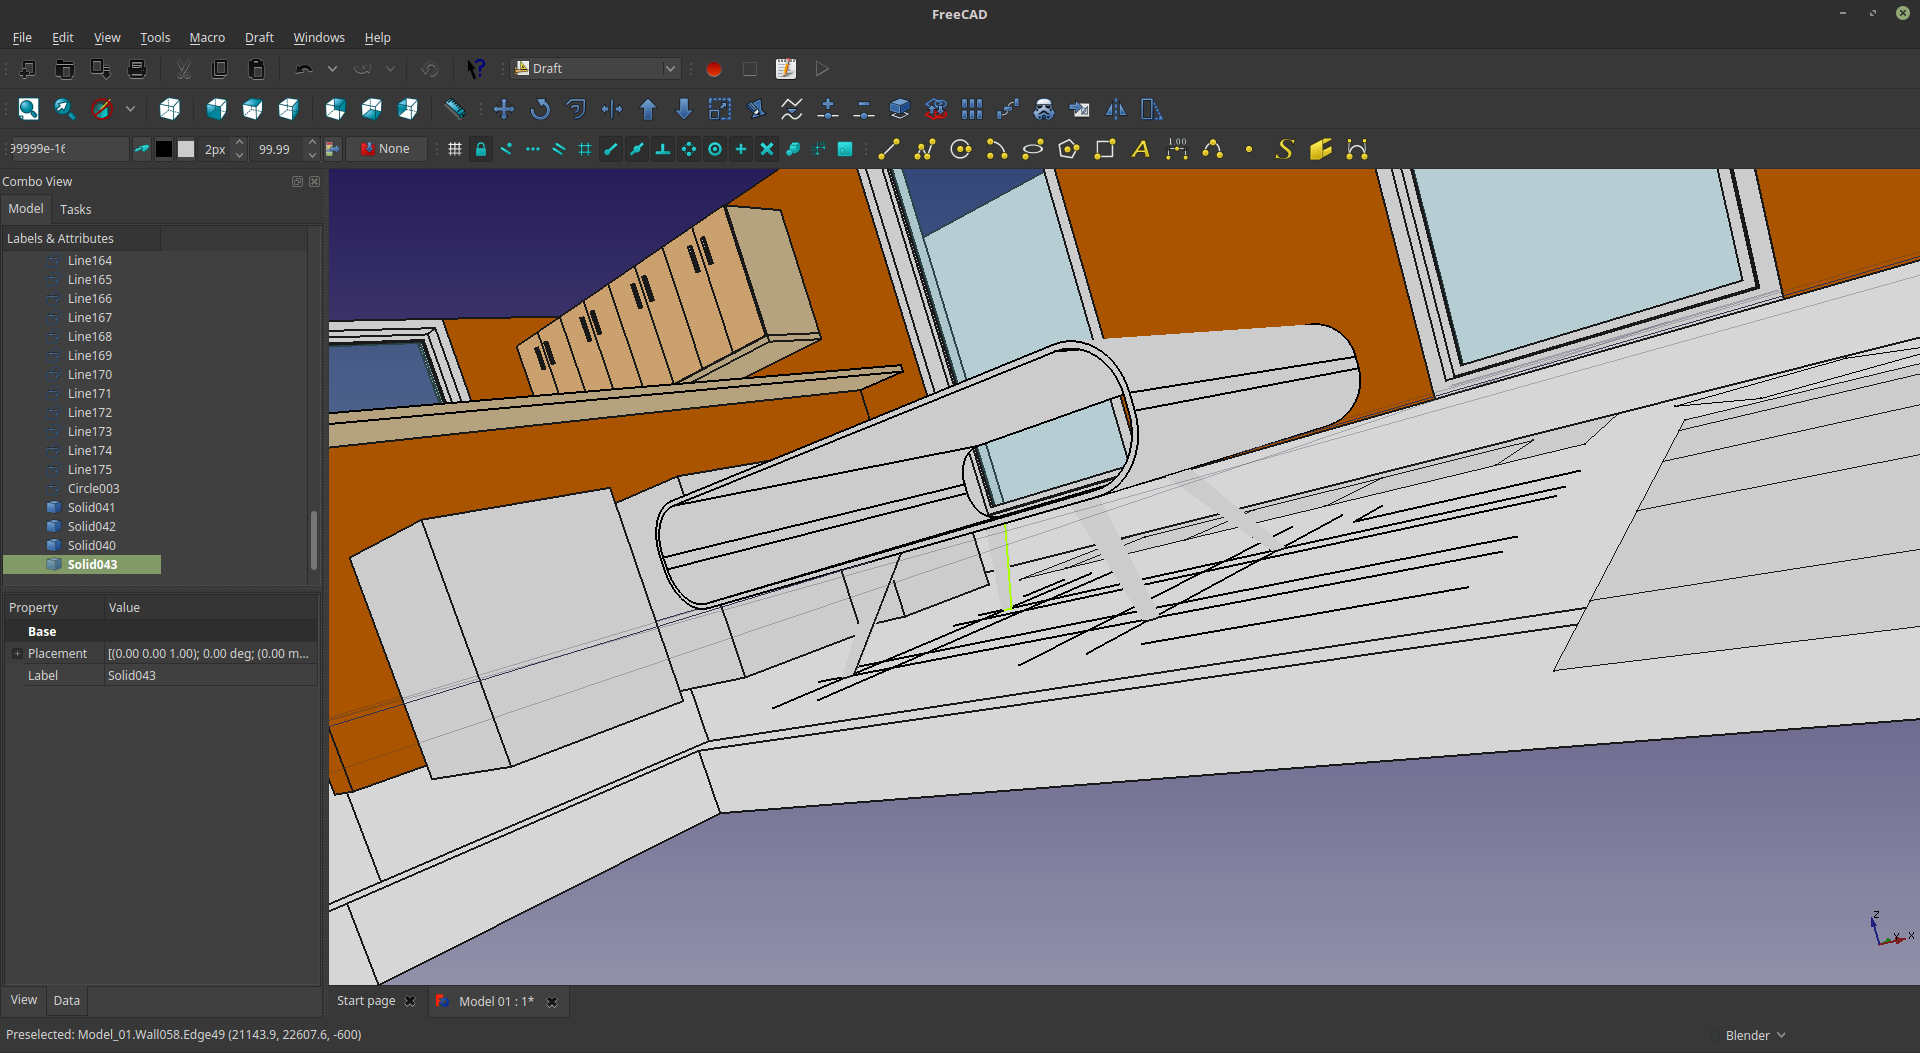 FreeCAD
File Edit View Tools Macro Draft Windows Help
Draft
99999e-16 2px 99.99 None A 1.00 S
Combo View
Model Tasks
Labels & Attributes
Line164
Line165
Line166
Line167
Line168
Line169
Line170
Line171
Line172
Line173
Line174
Line175
Circle003
Solid041
Solid042
Solid040
Solid043
Property Value
Base
Placement [(0.00 0.00 1.00); 0.00 deg; (0.00 m...
Label Solid043
Z
Y X
View Data
Start page Model 01 : 1*
Preselected: Model_01.Wall058.Edge49 (21143.9, 22607.6, -600)
Blender